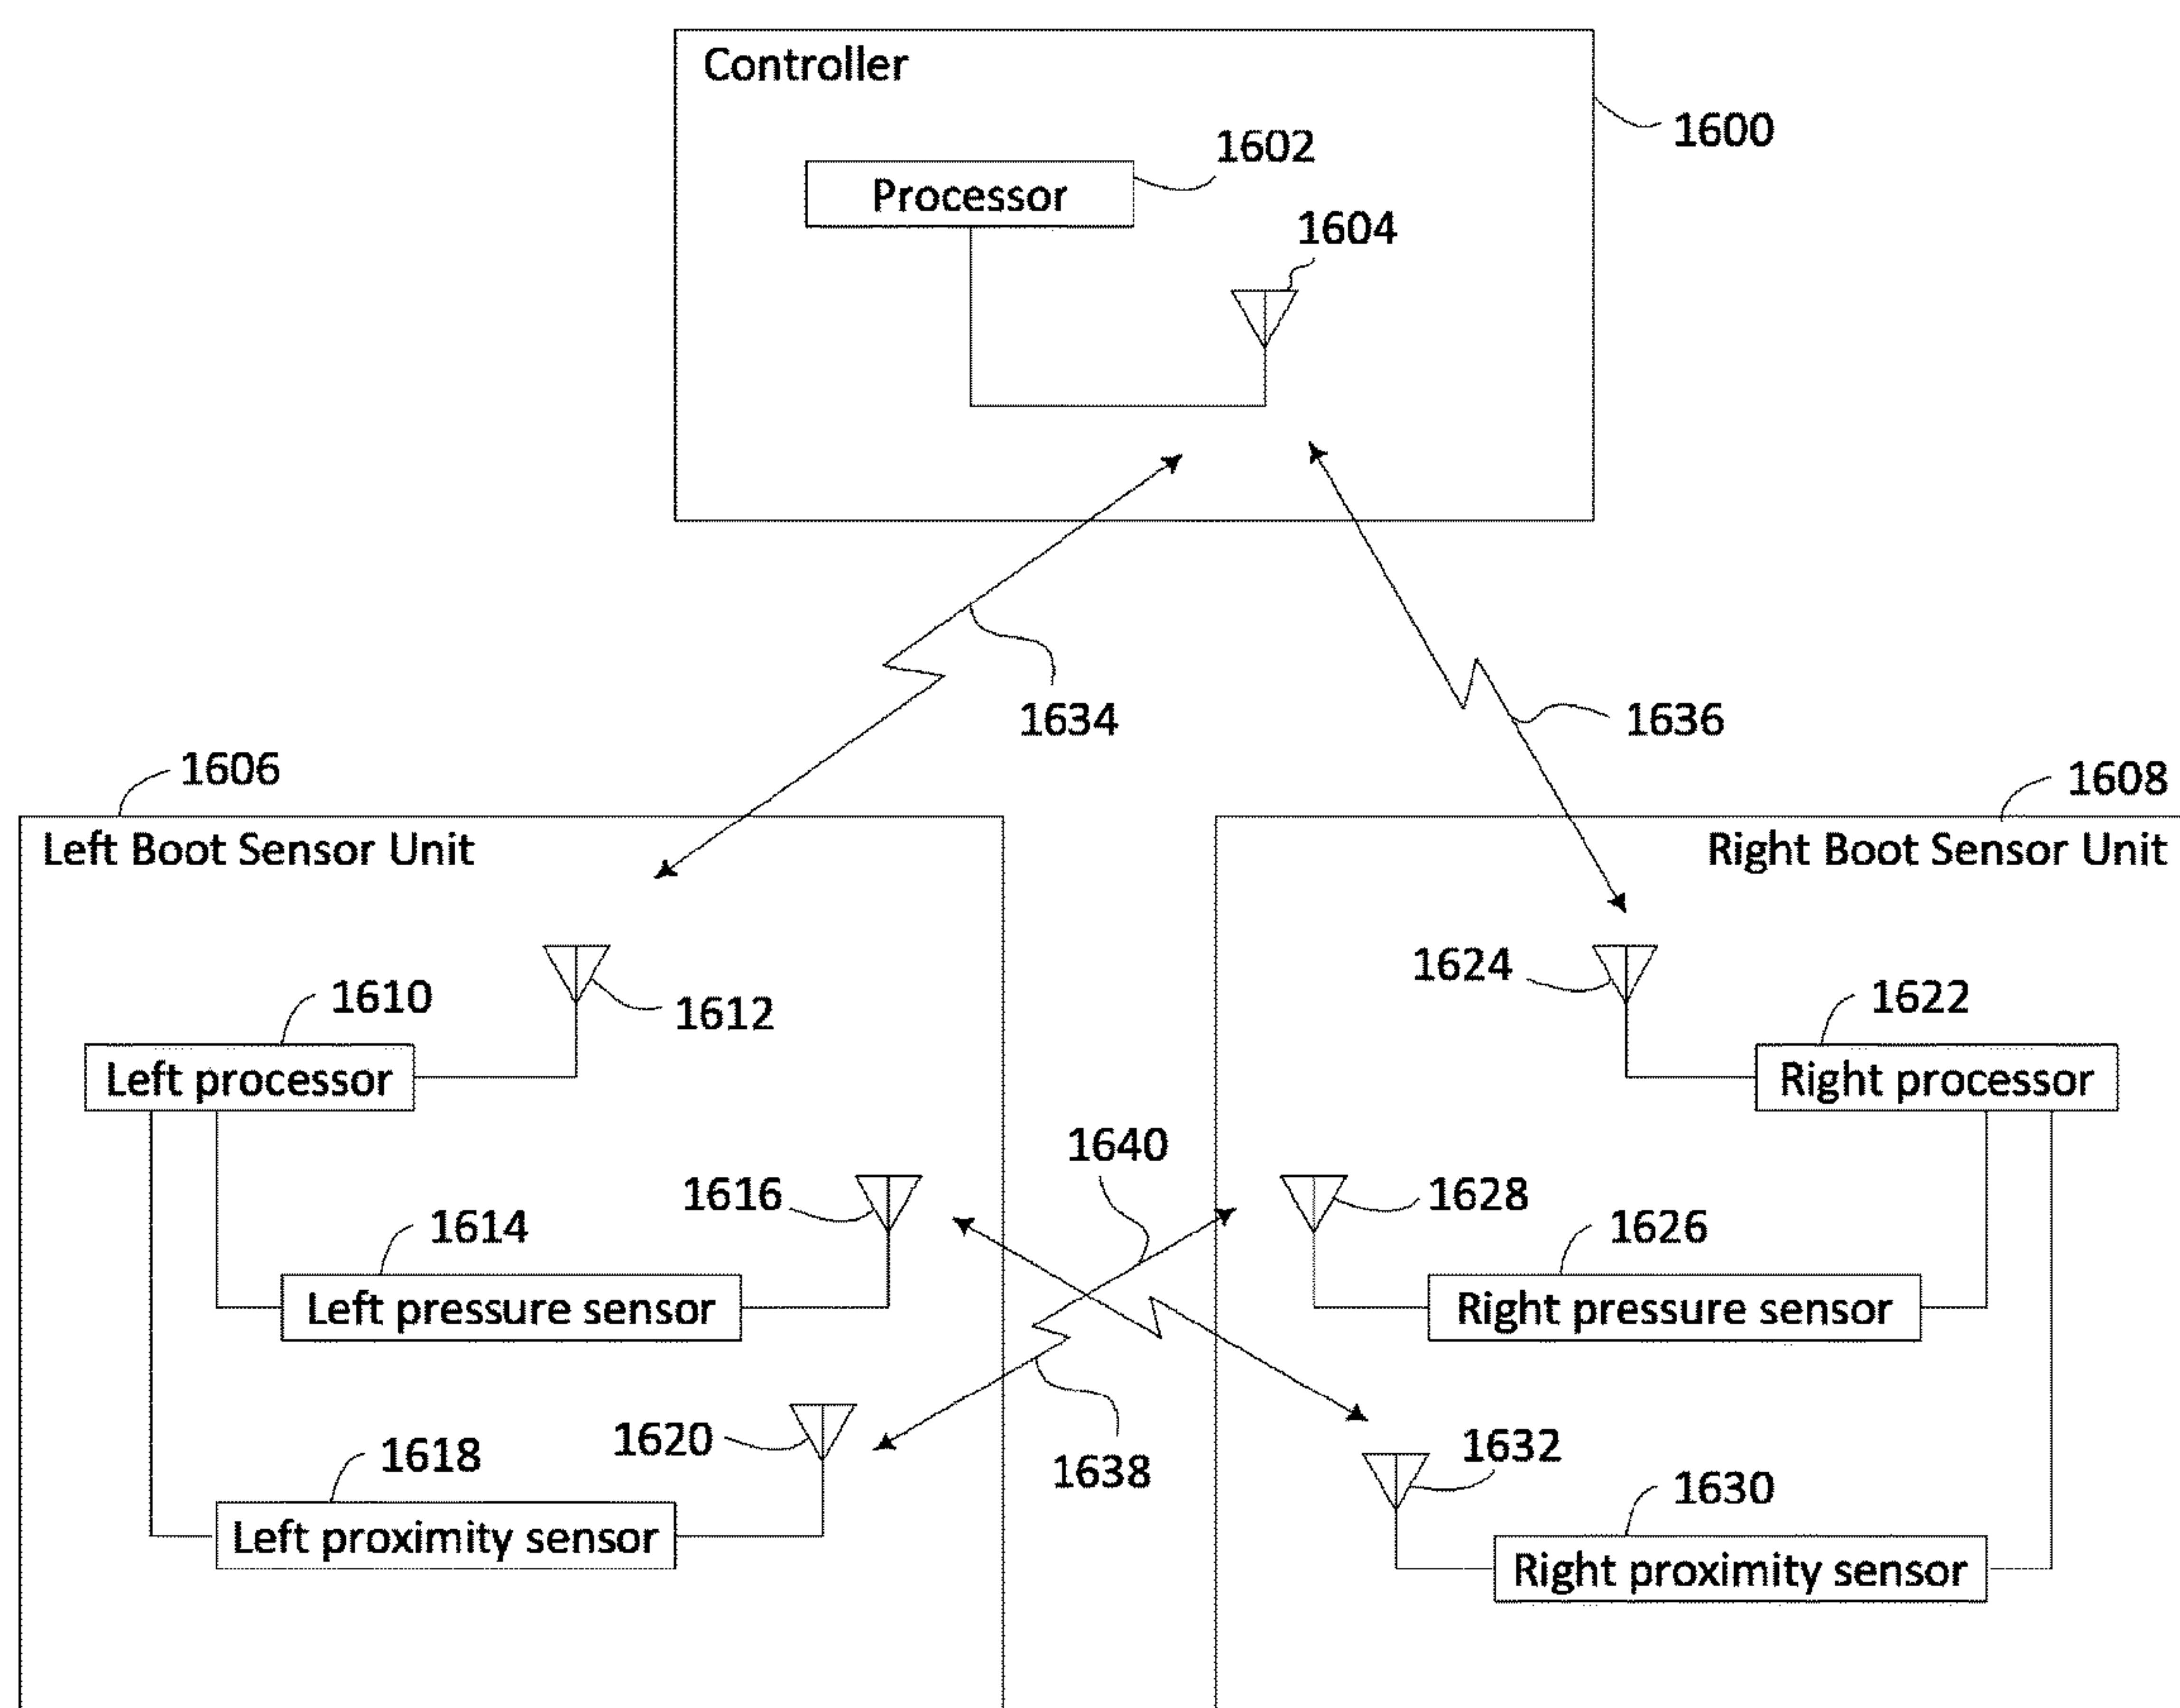 Controller
1600
1602
Processor
1604
1634
1636
1606
1608
Left Boot Sensor Unit
Right Boot Sensor Unit
1610
1612
1624
1622
Left processor
Right processor
1640
1616
1628
1614
1626
Left pressure sensor
Right pressure sensor
1620
1618
1638
1632
1630
Left proximity sensor
Right proximity sensor